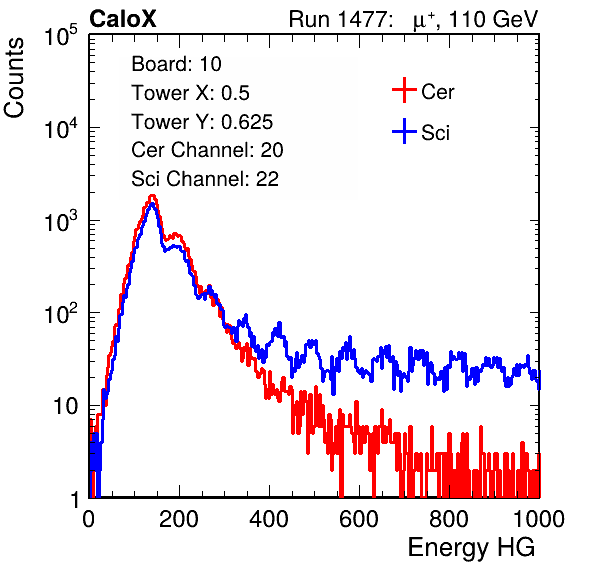 CaloX Run 1477: μ⁺, 110 GeV
Counts
10⁵
10⁴
10³
10²
10
1
Board: 10
Tower X: 0.5
Tower Y: 0.625
Cer Channel: 20
Sci Channel: 22
Cer
Sci
0 200 400 600 800 1000
Energy HG